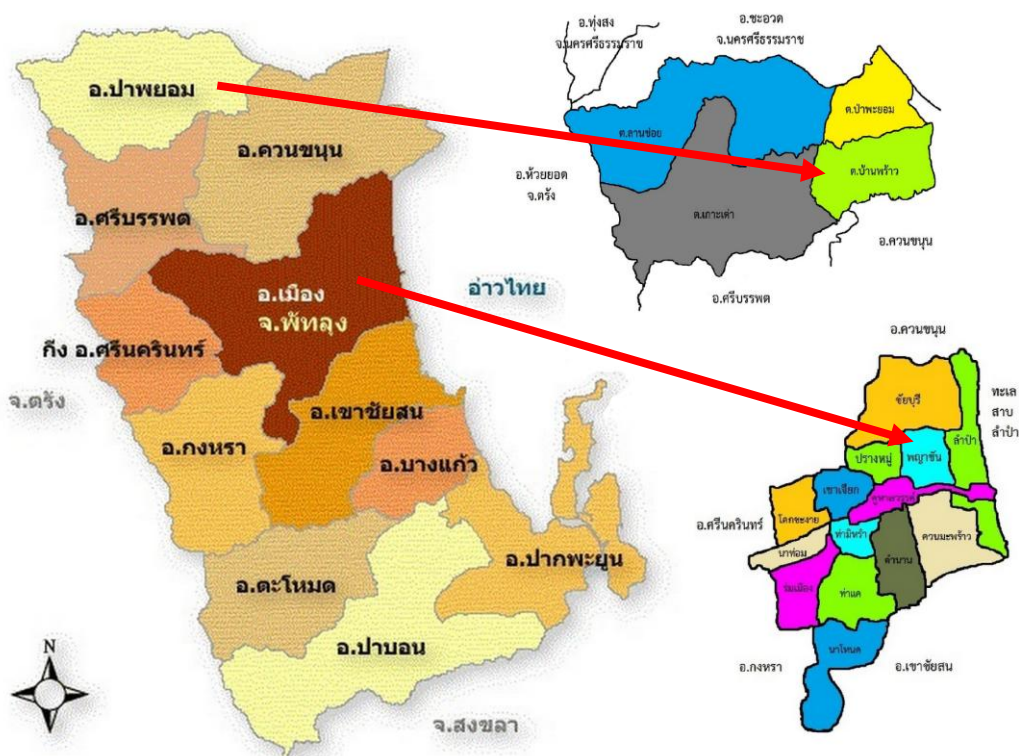 อ.ป่าพยอม
อ.ควนขนุน
อ.ศรีบรรพต
อ.เมือง
จ.พัทลุง
อ่าวไทย
กิ่ง อ.ศรีนครินทร์
จ.ตรัง
อ.เขาชัยสน
อ.กงหรา
อ.บางแก้ว
อ.ปากพะยูน
อ.ตะโหมด
อ.ป่าบอน
N
จ.สงขลา
อ.ทุ่งสง
จ.นครศรีธรรมราช
อ.ชะอวด
จ.นครศรีธรรมราช
ต.ลานข่อย
ต.ป่าพะยอม
ต.บ้านพร้าว
อ.ห้วยยอด
จ.ตรัง
ต.เกาะเต่า
อ.ควนขนุน
อ.ศรีบรรพต
อ.ควนขนุน
ชัยบุรี
ทะเล
สาบ
ลำปำ
ลำปำ
ปรางหมู่
พญาขัน
เขาเจียก
คูหาสวรรค์
โคกชะงาย
อ.ศรีนครินทร์
ท่ามิหรำ
ควนมะพร้าว
นาท่อม
ตำนาน
ร่มเมือง
ท่าแค
นาโหนด
อ.กงหรา
อ.เขาชัยสน